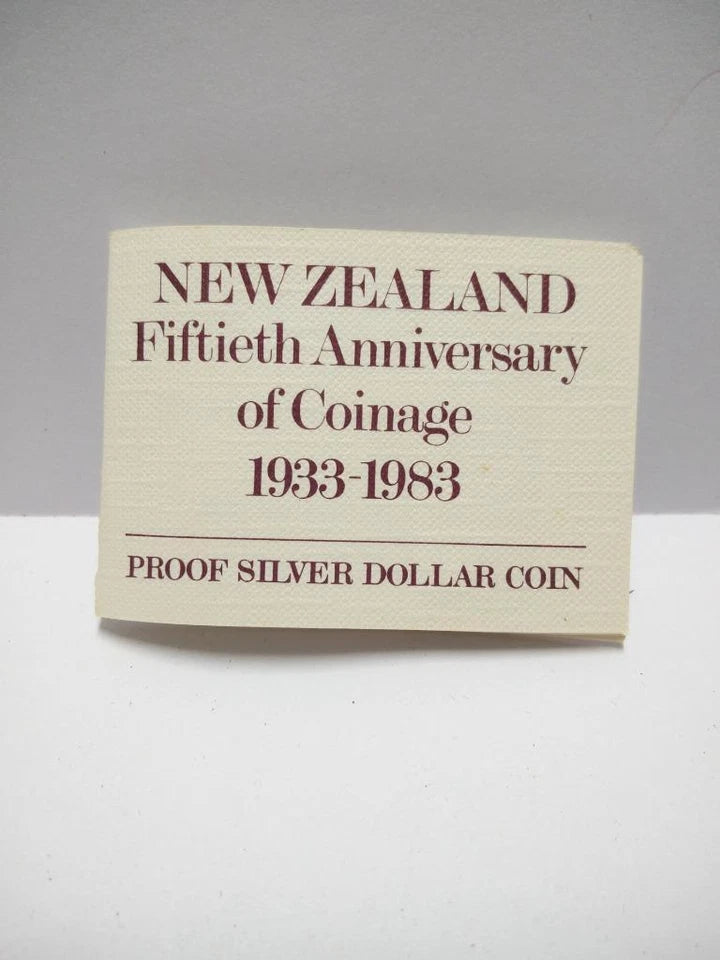 NEW ZEALAND
Fiftieth Anniversary
of Coinage
1933-1983
PROOF SILVER DOLLAR COIN